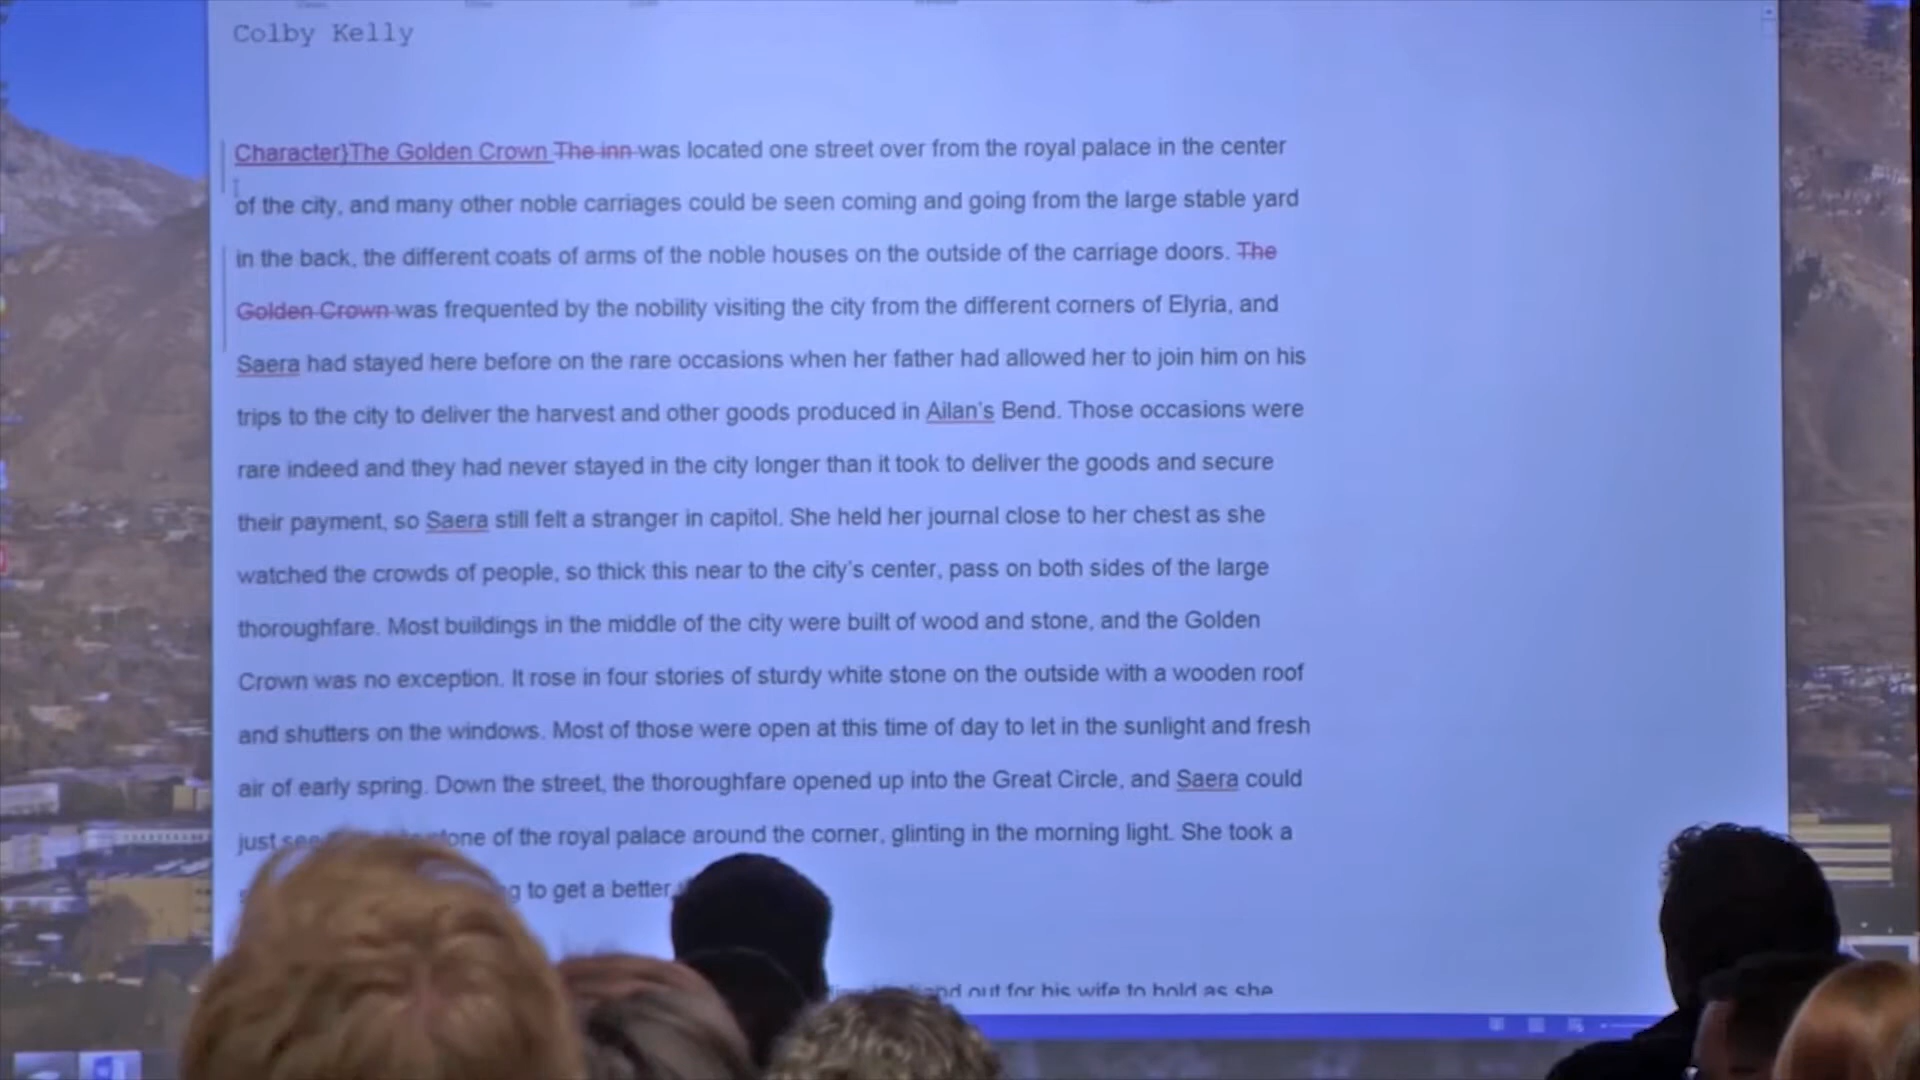 Colby Kelly
Character}The Golden Crown The inn was located one street over from the royal palace in the center
of the city, and many other noble carriages could be seen coming and going from the large stable yard
in the back, the different coats of arms of the noble houses on the outside of the carriage doors. The
Golden Crown was frequented by the nobility visiting the city from the different corners of Elyria, and
Saera had stayed here before on the rare occasions when her father had allowed her to join him on his
trips to the city to deliver the harvest and other goods produced in Ailan's Bend. Those occasions were
rare indeed and they had never stayed in the city longer than it took to deliver the goods and secure
their payment, so Saera still felt a stranger in capitol. She held her journal close to her chest as she
watched the crowds of people, so thick this near to the city's center, pass on both sides of the large
thoroughfare. Most buildings in the middle of the city were built of wood and stone, and the Golden
Crown was no exception. It rose in four stories of sturdy white stone on the outside with a wooden roof
and shutters on the windows. Most of those were open at this time of day to let in the sunlight and fresh
air of early spring. Down the street, the thoroughfare opened up into the Great Circle, and Saera could
just of the royal palace around the corner, glinting in the morning light. She took a
to get a better
out for his wife to hold as she